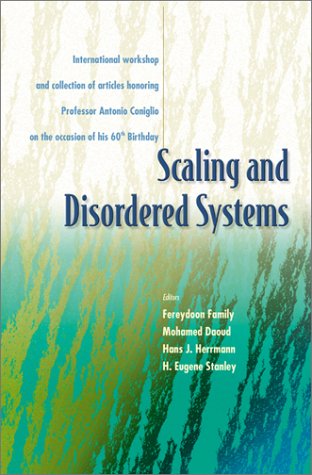 International workshop
and collection of articles honoring
Professor Antonio Coniglio
on the occasion of his 60th Birthday
Scaling and
Disordered Systems
Editors
Fereydoon Family
Mohamed Daoud
Hans J. Herrmann
H. Eugene Stanley